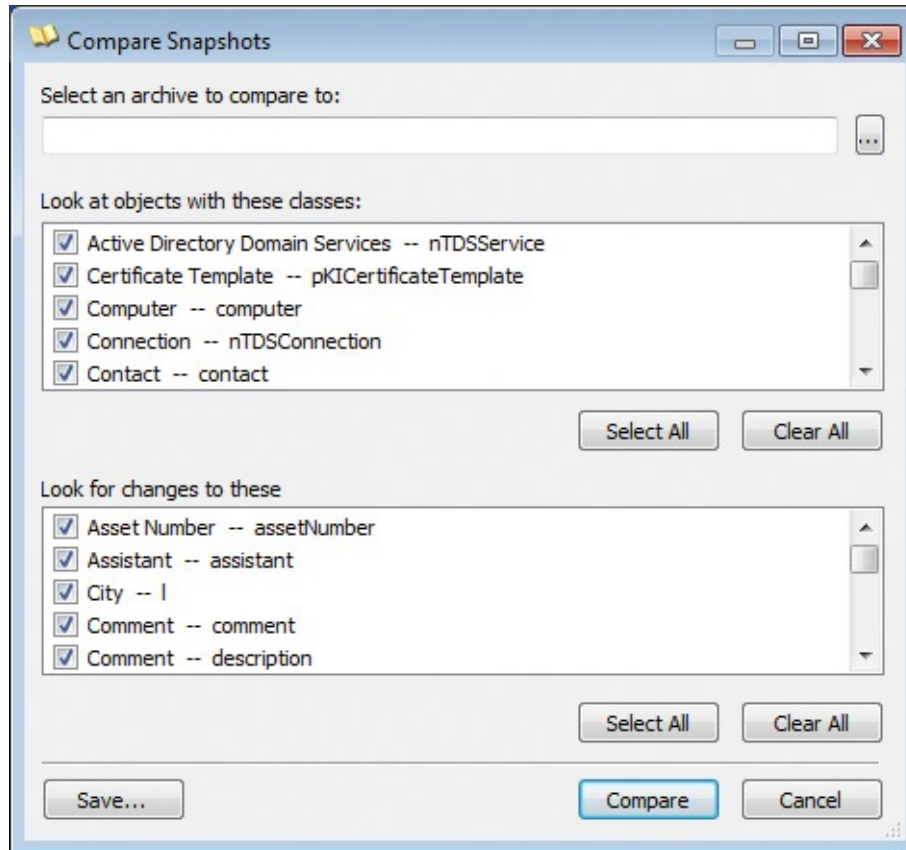 Compare Snapshots
Select an archive to compare to:
...
Look at objects with these classes:
Active Directory Domain Services -- nTDSService
Certificate Template -- pKICertificateTemplate
Computer -- computer
Connection -- nTDSConnection
Contact -- contact
Select All Clear All
Look for changes to these
Asset Number -- assetNumber
Assistant -- assistant
City -- l
Comment -- comment
Comment -- description
Select All Clear All
Save... Compare Cancel